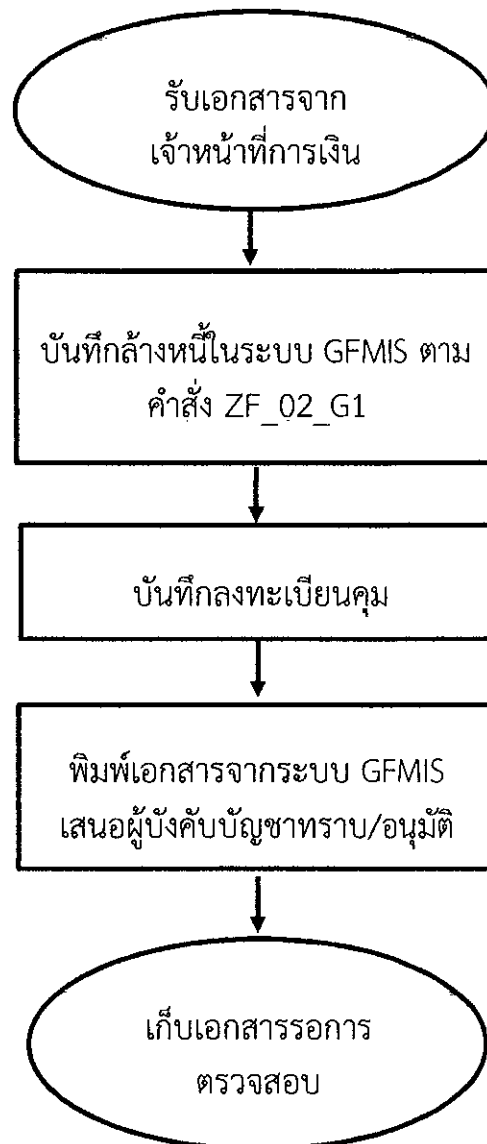 รับเอกสารจาก
เจ้าหน้าที่การเงิน
บันทึกล้างหนี้ในระบบ GFMIS ตาม
คำสั่ง ZF_02_G1
บันทึกลงทะเบียนคุม
พิมพ์เอกสารจากระบบ GFMIS
เสนอผู้บังคับบัญชาทราบ/อนุมัติ
เก็บเอกสารรอการ
ตรวจสอบ